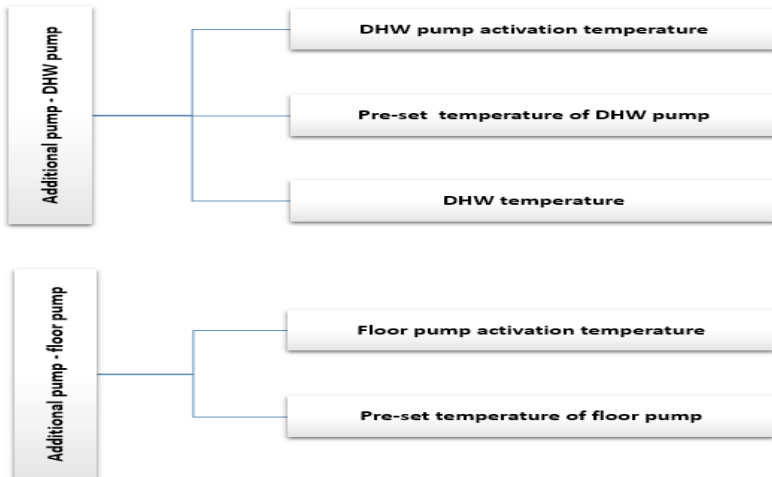 Additional pump - DHW pump
DHW pump activation temperature
Pre-set temperature of DHW pump
DHW temperature
Additional pump - floor pump
Floor pump activation temperature
Pre-set temperature of floor pump